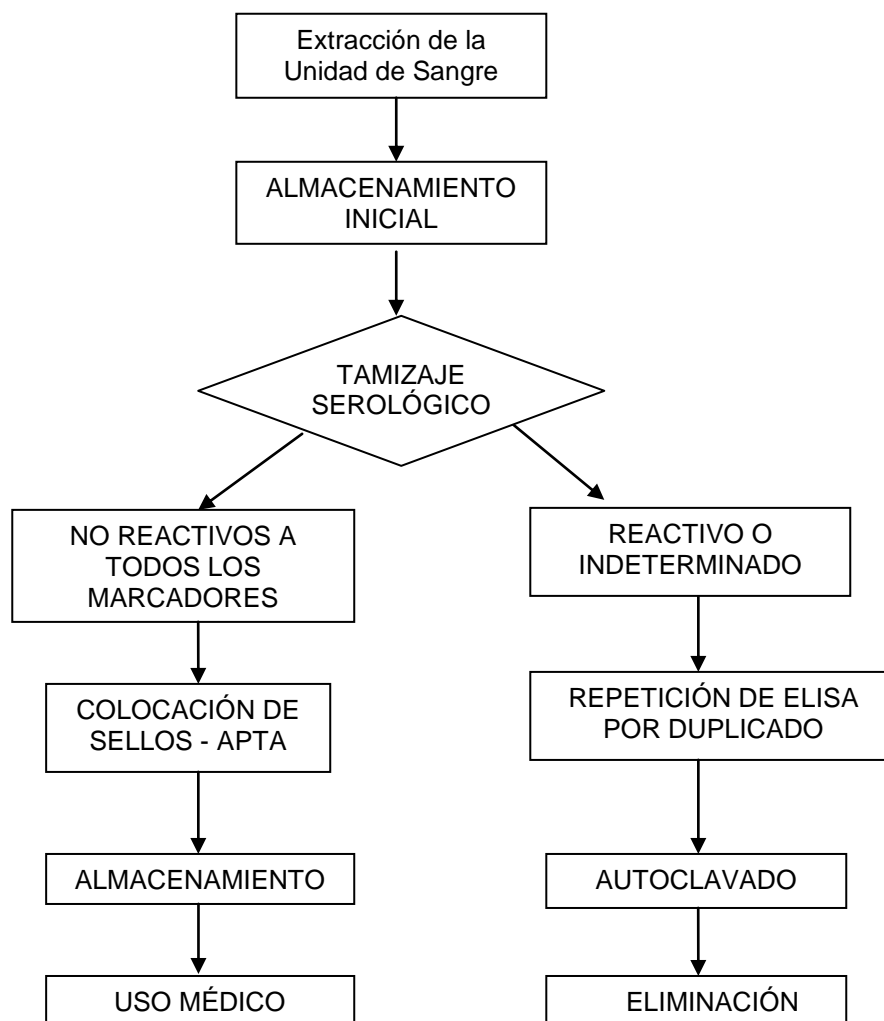 Extracción de la
Unidad de Sangre
ALMACENAMIENTO
INICIAL
TAMIZAJE
SEROLÓGICO
NO REACTIVOS A
TODOS LOS
MARCADORES
REACTIVO O
INDETERMINADO
COLOCACIÓN DE
SELLOS - APTA
REPETICIÓN DE ELISA
POR DUPLICADO
ALMACENAMIENTO
AUTOCLAVADO
USO MÉDICO
ELIMINACIÓN